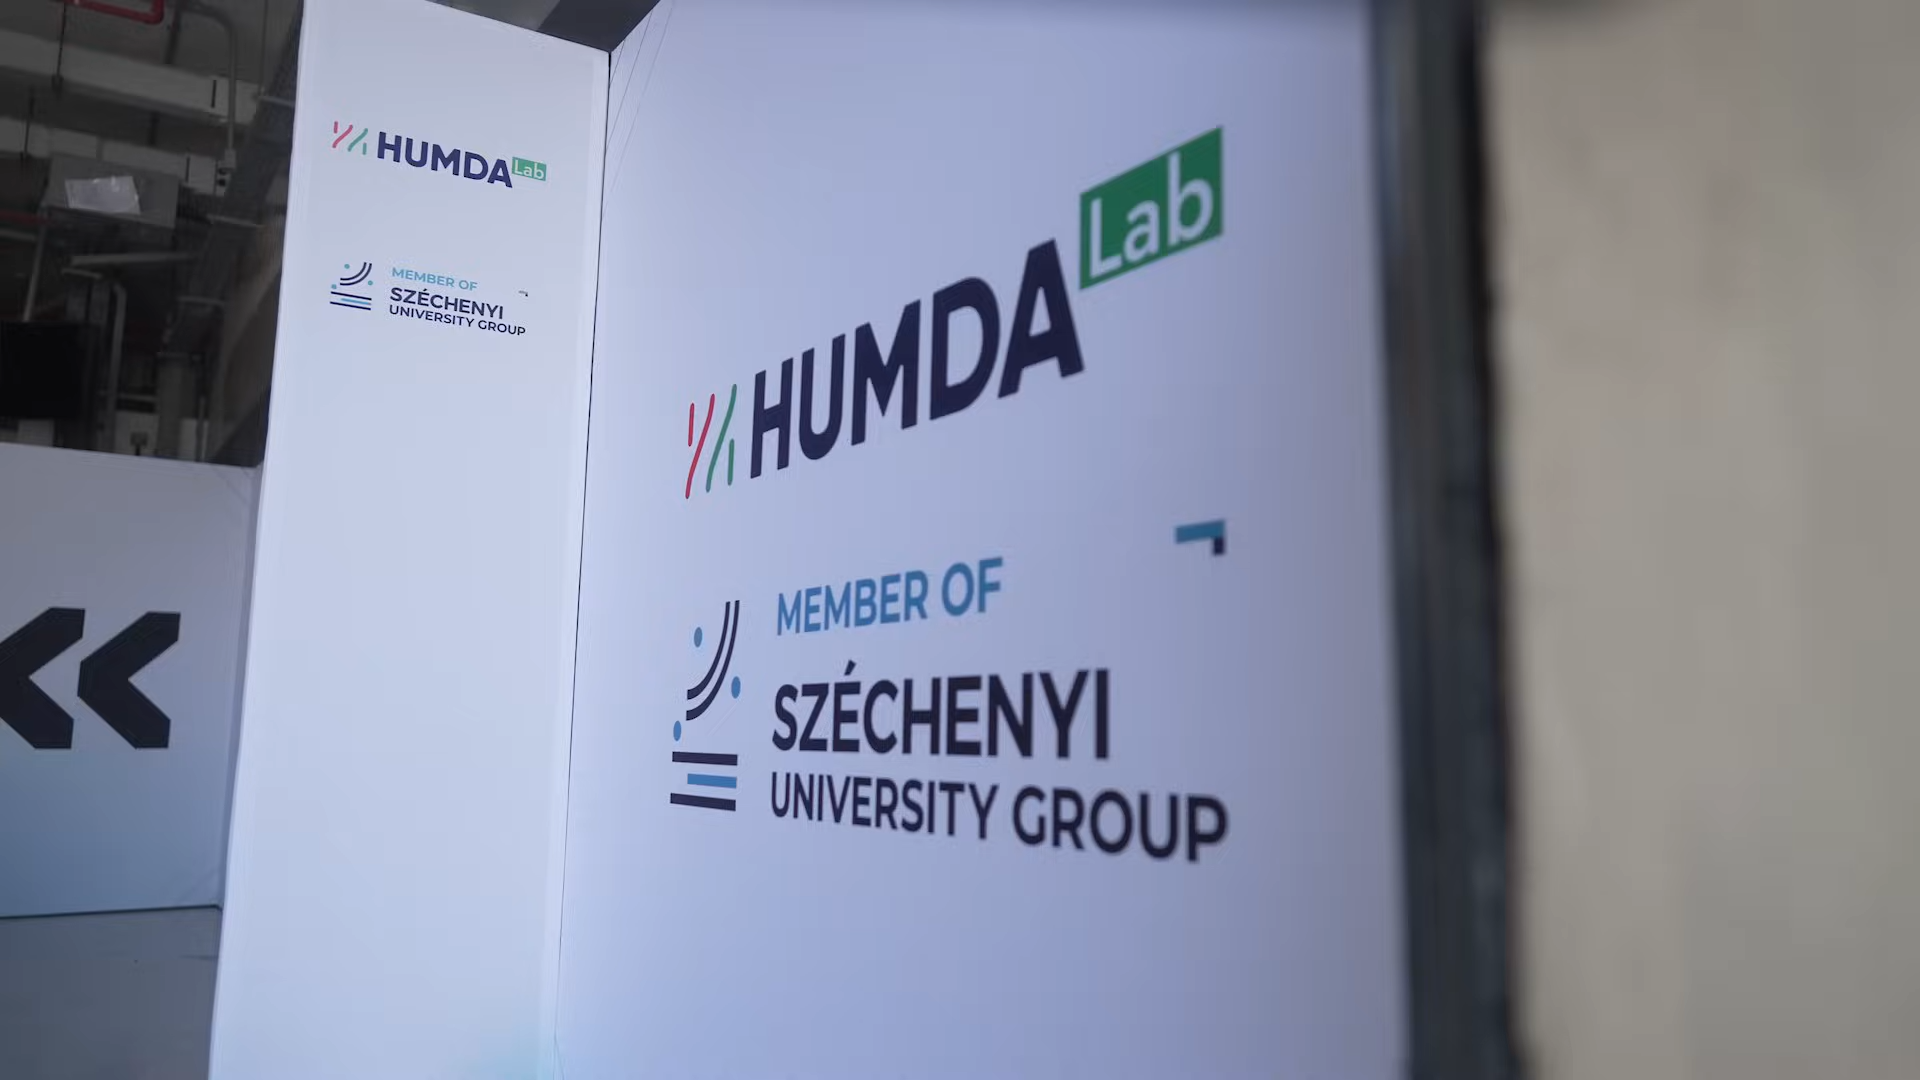 HUMDA Lab
MEMBER OF
SZÉCHENYI
UNIVERSITY GROUP
HUMDA Lab
MEMBER OF
SZÉCHENYI
UNIVERSITY GROUP